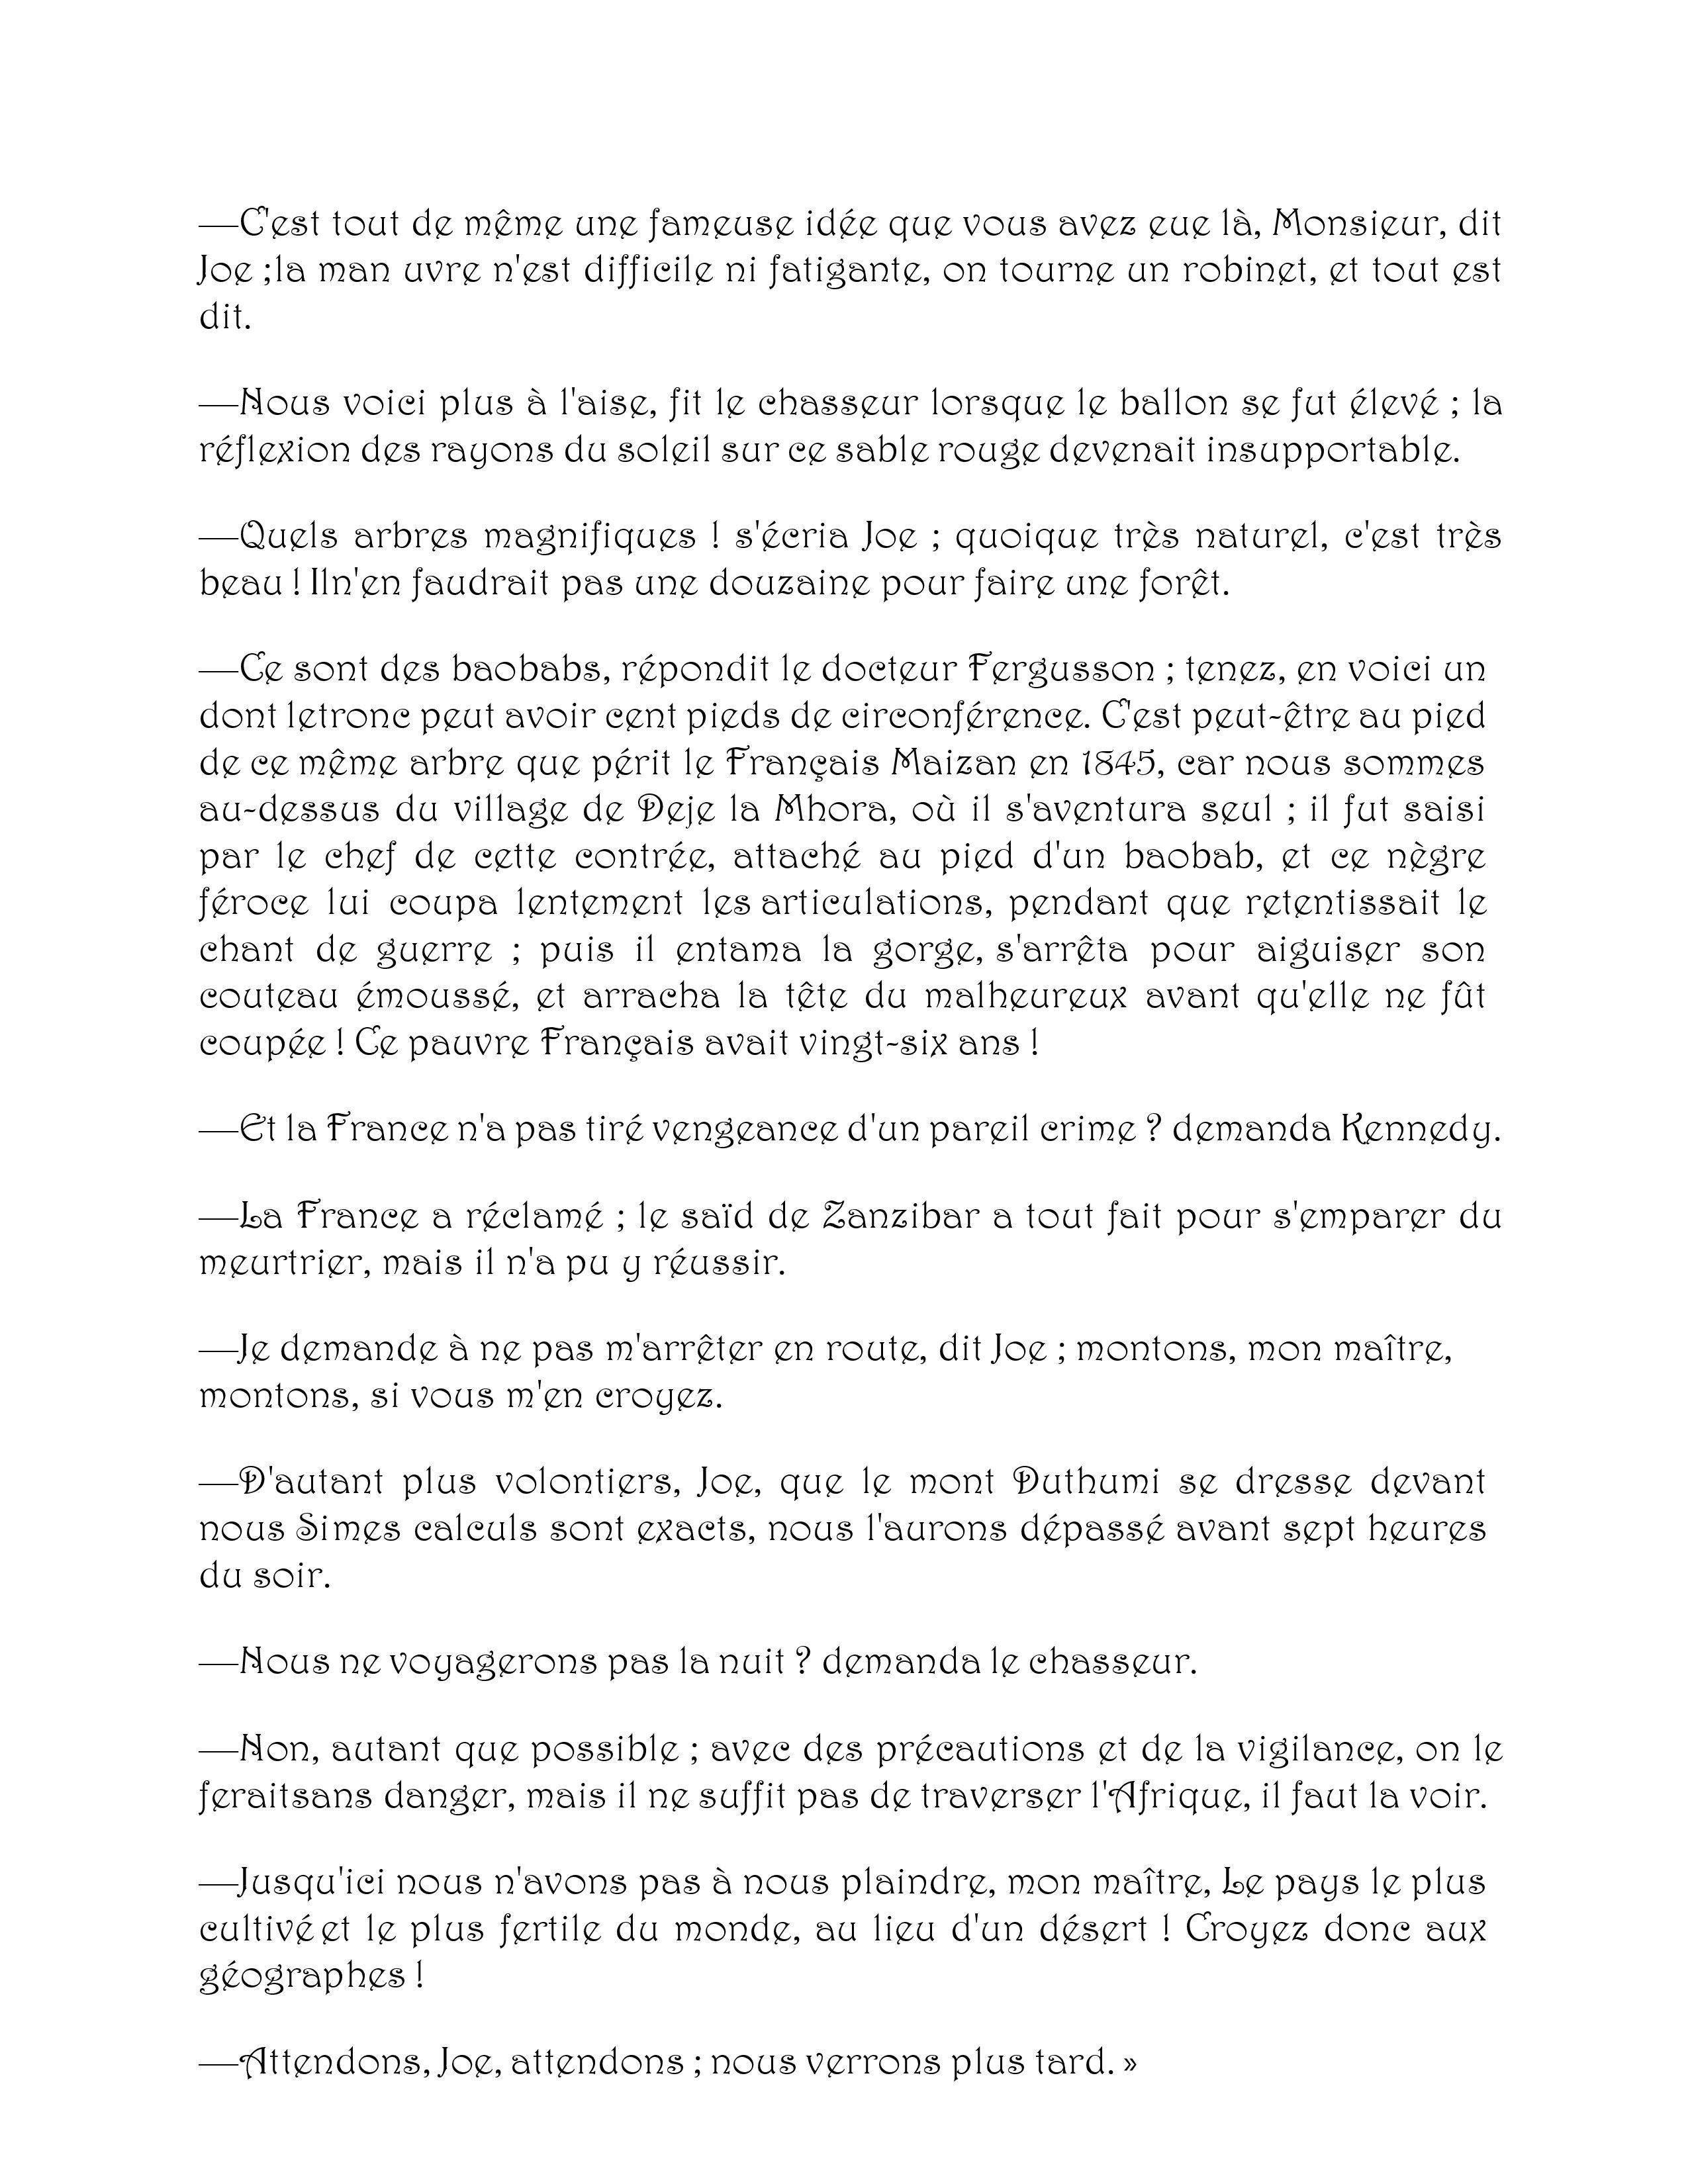 —C'est tout de même une fameuse idée que vous avez eue là, Monsieur, dit
Joe ;la man uvre n'est difficile ni fatigante, on tourne un robinet, et tout est
dit.
—Nous voici plus à l'aise, fit le chasseur lorsque le ballon se fut élevé ; la
réflexion des rayons du soleil sur ce sable rouge devenait insupportable.
—Quels arbres magnifiques ! s'écria Joe ; quoique très naturel, c'est très
beau ! Iln'en faudrait pas une douzaine pour faire une forêt.
—Ce sont des baobabs, répondit le docteur Fergusson ; tenez, en voici un
dont letronc peut avoir cent pieds de circonférence. C'est peut-être au pied
de ce même arbre que périt le Français Maizan en 1845, car nous sommes
au-dessus du village de Deje la Mhora, où il s'aventura seul ; il fut saisi
par le chef de cette contrée, attaché au pied d'un baobab, et ce nègre
féroce lui coupa lentement les articulations, pendant que retentissait le
chant de guerre ; puis il entama la gorge, s'arrêta pour aiguiser son
couteau émoussé, et arracha la tête du malheureux avant qu'elle ne fût
coupée ! Ce pauvre Français avait vingt-six ans !
—Et la France n'a pas tiré vengeance d'un pareil crime ? demanda Kennedy.
—La France a réclamé ; le saïd de Zanzibar a tout fait pour s'emparer du
meurtrier, mais il n'a pu y réussir.
—Je demande à ne pas m'arrêter en route, dit Joe ; montons, mon maître,
montons, si vous m'en croyez.
—D'autant plus volontiers, Joe, que le mont Duthumi se dresse devant
nous Simes calculs sont exacts, nous l'aurons dépassé avant sept heures
du soir.
—Nous ne voyagerons pas la nuit ? demanda le chasseur.
—Non, autant que possible ; avec des précautions et de la vigilance, on le
feraitsans danger, mais il ne suffit pas de traverser l'Afrique, il faut la voir.
—Jusqu'ici nous n'avons pas à nous plaindre, mon maître, Le pays le plus
cultivé et le plus fertile du monde, au lieu d'un désert ! Croyez donc aux
géographes !
—Attendons, Joe, attendons ; nous verrons plus tard. »